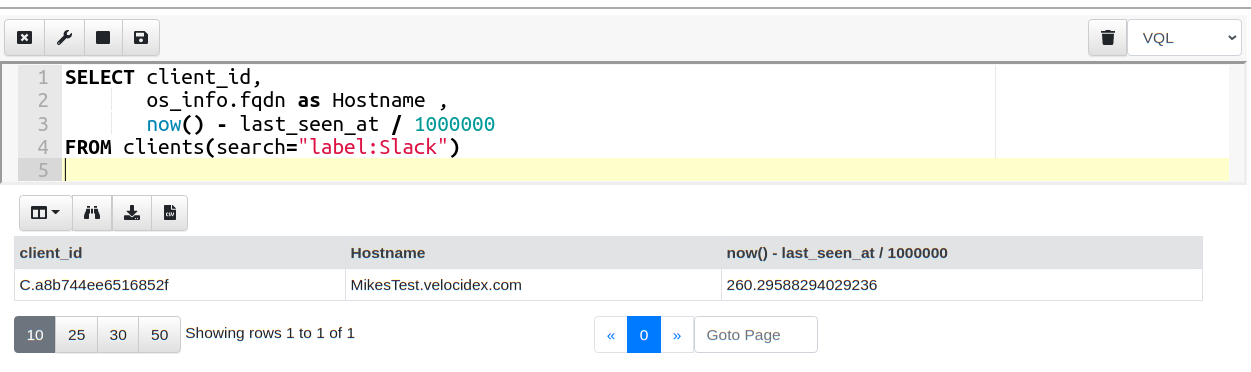 VQL
1 SELECT client_id,
2 os_info.fqdn as Hostname ,
3 now() - last_seen_at / 1000000
4 FROM clients(search="label:Slack")
5
CSV
client_id Hostname now() - last_seen_at / 1000000
C.a8b744ee6516852f MikesTest.velocidex.com 260.29588294029236
10 25 30 50 Showing rows 1 to 1 of 1 « 0 » Goto Page